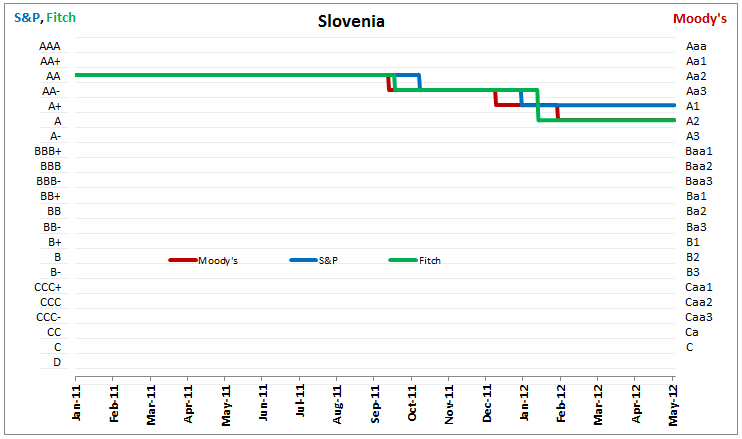 S&P, Fitch
Slovenia
Moody's
AAA Aaa
AA+ Aa1
AA Aa2
AA- Aa3
A+ A1
A A2
A- A3
BBB+ Baa1
BBB Baa2
BBB- Baa3
BB+ Ba1
BB Ba2
BB- Ba3
B+ B1
B B2
B- B3
CCC+ Caa1
CCC Caa2
CCC- Caa3
CC Ca
C C
D
Moody's S&P Fitch
Jan-11 Feb-11 Mar-11 Apr-11 May-11 Jun-11 Jul-11 Aug-11 Sep-11 Oct-11 Nov-11 Dec-11 Jan-12 Feb-12 Mar-12 Apr-12 May-12